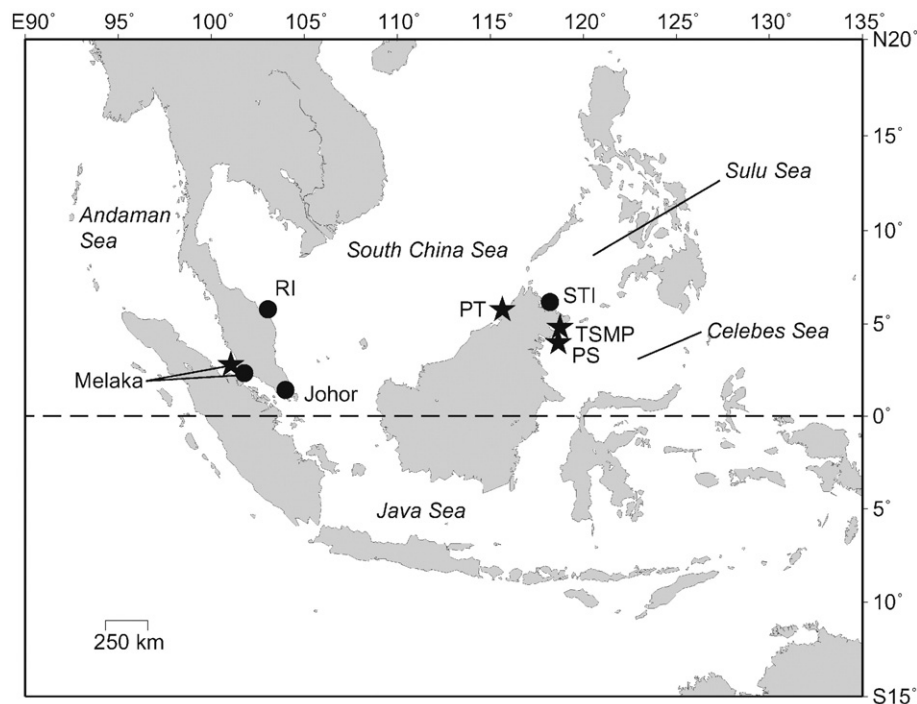 E90˚ 95˚ 100˚ 105˚ 110˚ 115˚ 120˚ 125˚ 130˚ 135˚
N20˚
15˚
Sulu Sea
Andaman
Sea
10˚
South China Sea
RI
STI
PT
TSMP
5˚
Celebes Sea
PS
Melaka
Johor
0˚
Java Sea
5˚
10˚
250 km
S15˚